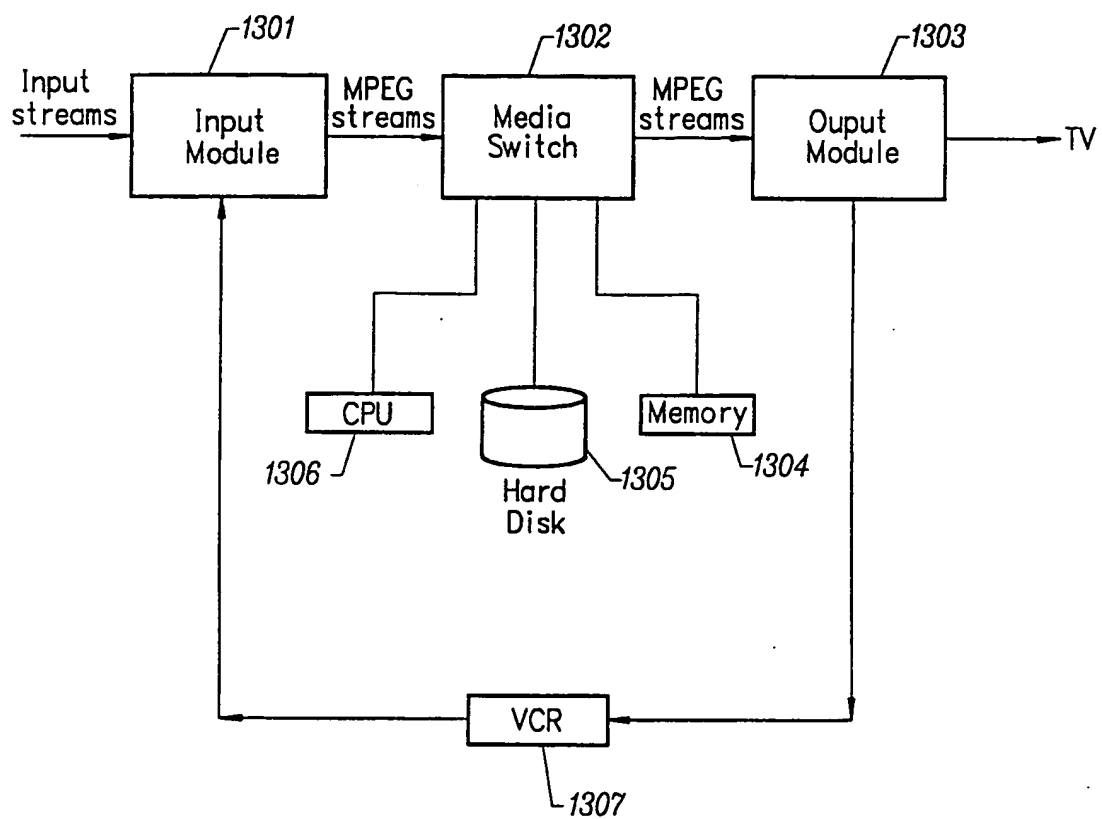 1301
1302
1303
Input
streams
Input
Module
MPEG
streams
Media
Switch
MPEG
streams
Ouput
Module
TV
CPU
1306
Hard
Disk
1305
Memory
1304
VCR
1307